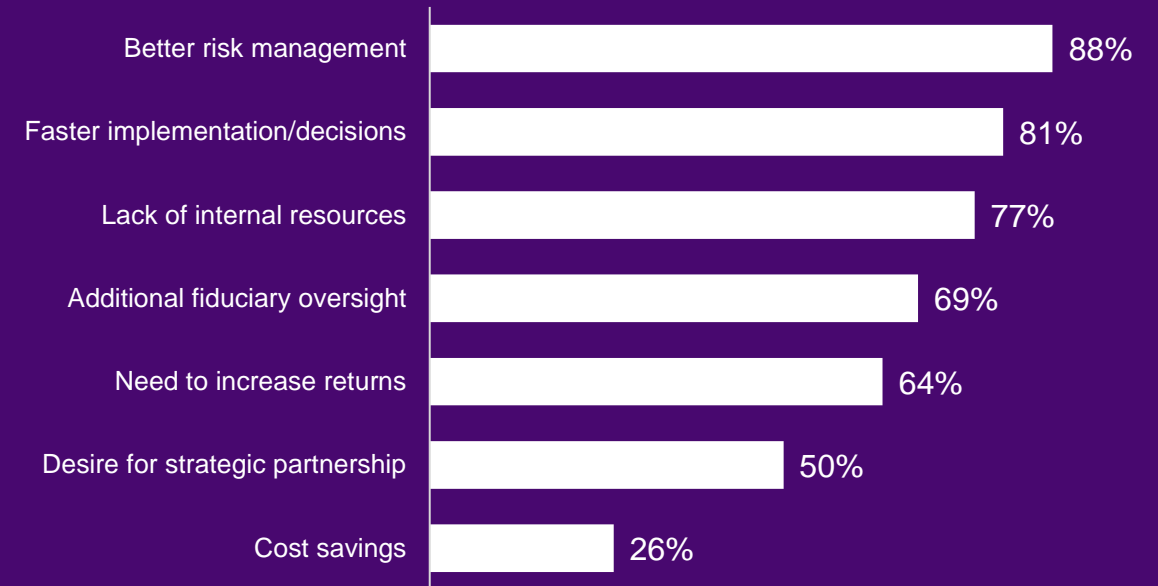 Better risk management 88%
Faster implementation/decisions 81%
Lack of internal resources 77%
Additional fiduciary oversight 69%
Need to increase returns 64%
Desire for strategic partnership 50%
Cost savings 26%